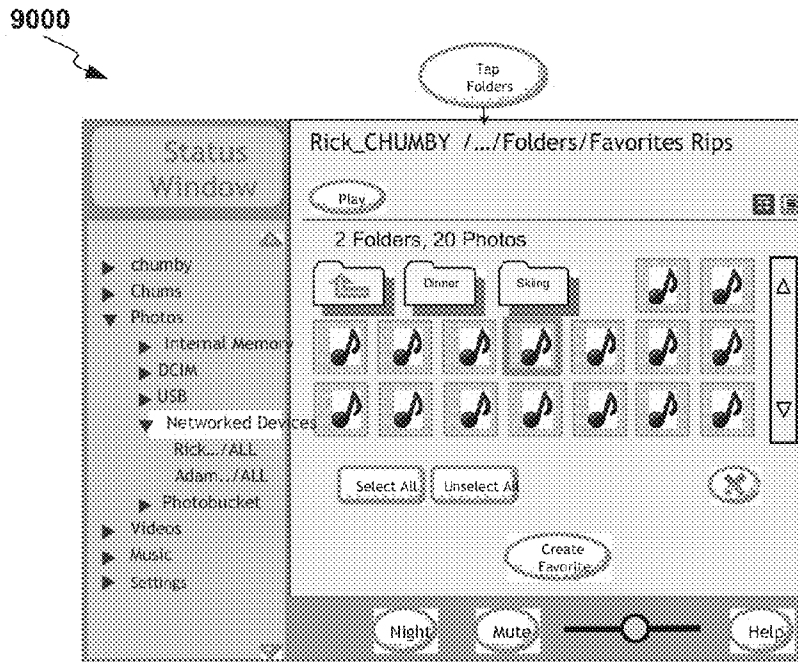 9000
Tap
Folders
Status
Window
Rick_CHUMBY /.../Folders/Favorites Rips
Play
2 Folders, 20 Photos
Dinner
Skiing
chumby
Chums
Photos
Internal Memory
DCIM
USB
Networked Devices
Rick.../ALL
Adam../ALL
Photobucket
Videos
Music
Settings
Select All
Unselect All
X
Create
Favorite
Night
Mute
Help